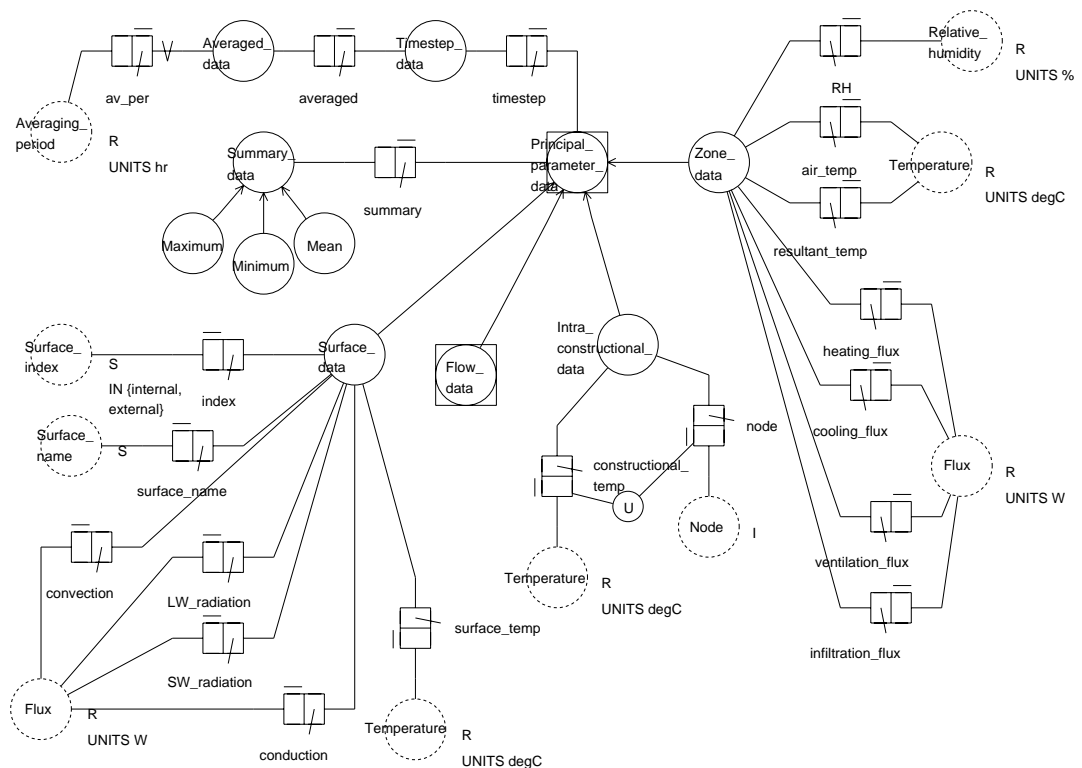 Averaged_
data
Timestep_
data
Relative_
humidity
R
UNITS %
av_per
averaged
timestep
RH
Averaging_
period
R
UNITS hr
Summary_
data
summary
Principal_
parameter_
data
Zone_
data
air_temp
Temperature
R
UNITS degC
resultant_temp
Maximum
Minimum
Mean
heating_flux
cooling_flux
Flux
R
UNITS W
ventilation_flux
infiltration_flux
Surface_
index
S
IN {internal,
external}
index
Surface_
data
Flow_
data
Intra_
constructional_
data
Surface_
name
S
surface_name
node
constructional_
temp
U
Node
I
Temperature
R
UNITS degC
convection
LW_radiation
SW_radiation
surface_temp
Flux
R
UNITS W
conduction
Temperature
R
UNITS degC